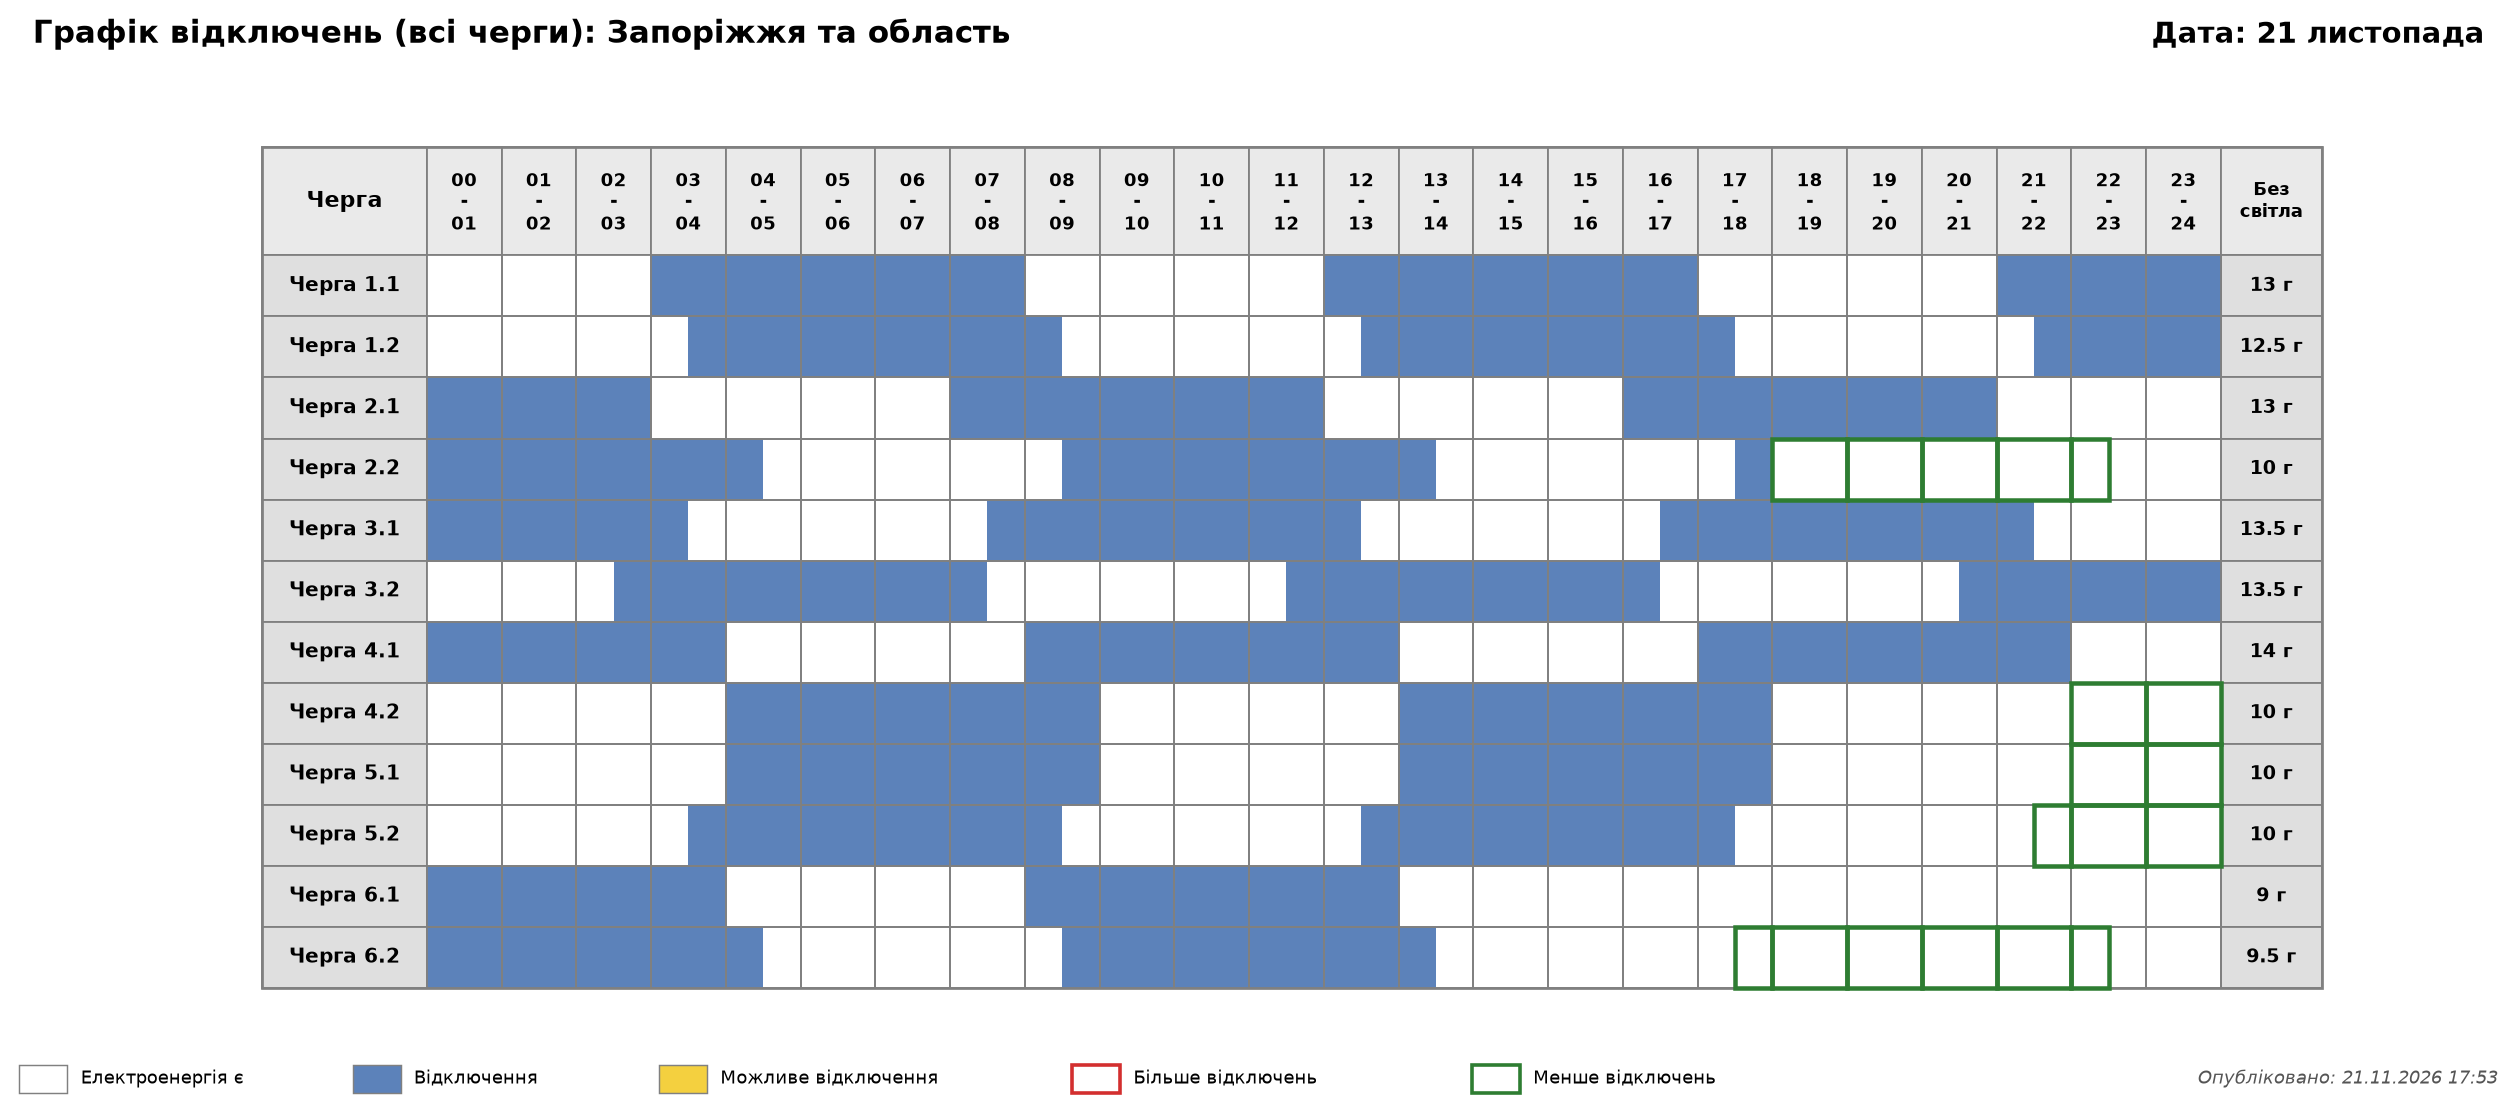 Графік відключень (всі черги): Запоріжжя та область
Дата: 21 листопада
Черга 00 - 01 01 - 02 02 - 03 03 - 04 04 - 05 05 - 06 06 - 07 07 - 08 08 - 09 09 - 10 10 - 11 11 - 12 12 - 13 13 - 14 14 - 15 15 - 16 16 - 17 17 - 18 18 - 19 19 - 20 20 - 21 21 - 22 22 - 23 23 - 24 Без світла
Черга 1.1 13 г
Черга 1.2 12.5 г
Черга 2.1 13 г
Черга 2.2 10 г
Черга 3.1 13.5 г
Черга 3.2 13.5 г
Черга 4.1 14 г
Черга 4.2 10 г
Черга 5.1 10 г
Черга 5.2 10 г
Черга 6.1 9 г
Черга 6.2 9.5 г
Електроенергія є
Відключення
Можливе відключення
Більше відключень
Менше відключень
Опубліковано: 21.11.2026 17:53